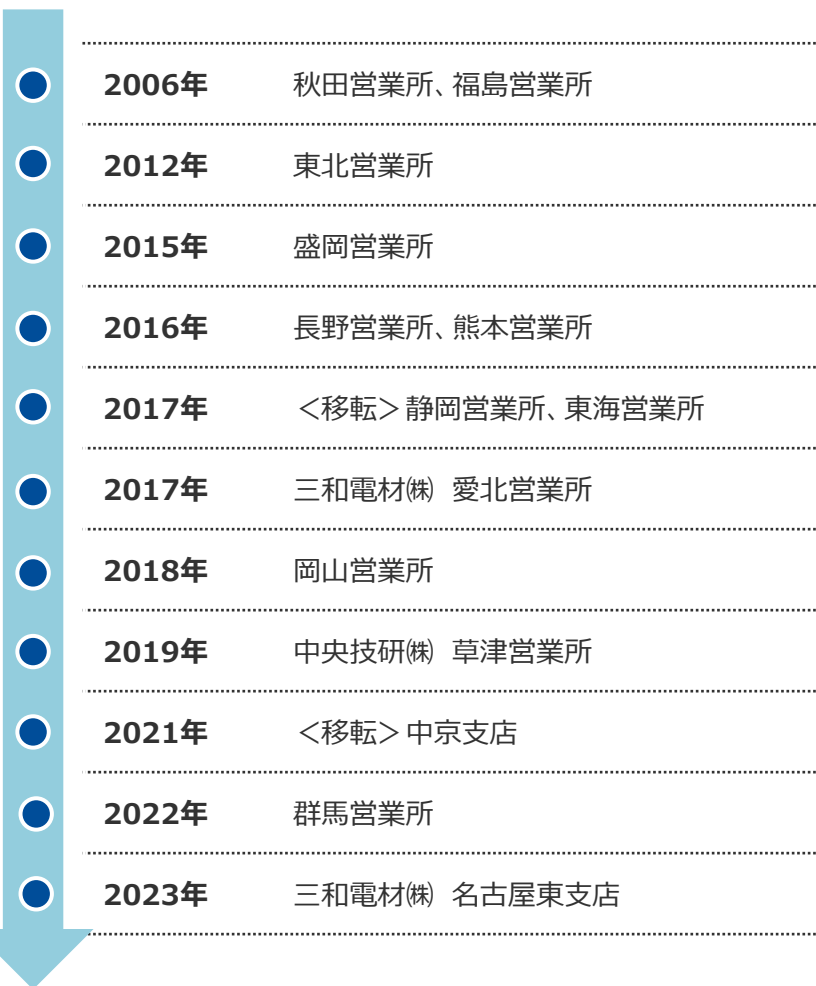 2006年 秋田営業所、福島営業所
2012年 東北営業所
2015年 盛岡営業所
2016年 長野営業所、熊本営業所
2017年 ＜移転＞静岡営業所、東海営業所
2017年 三和電材㈱ 愛北営業所
2018年 岡山営業所
2019年 中央技研㈱ 草津営業所
2021年 ＜移転＞中京支店
2022年 群馬営業所
2023年 三和電材㈱ 名古屋東支店